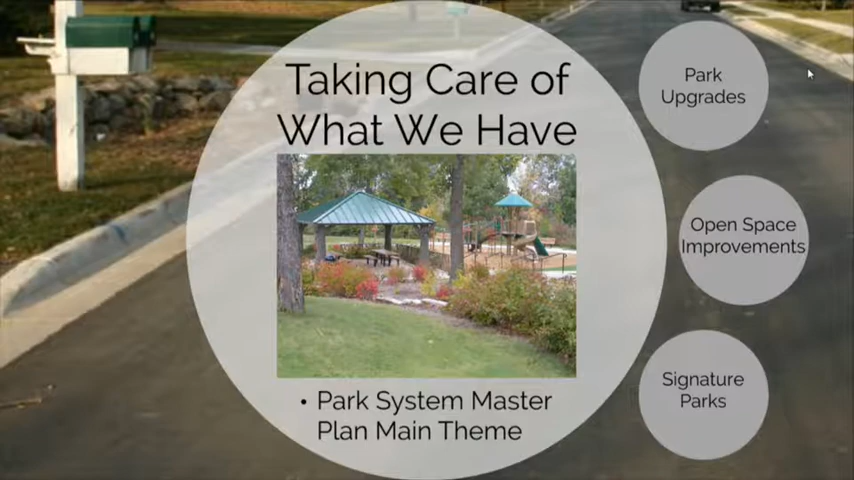 Taking Care of
What We Have
• Park System Master
Plan Main Theme
Park
Upgrades
Open Space
Improvements
Signature
Parks